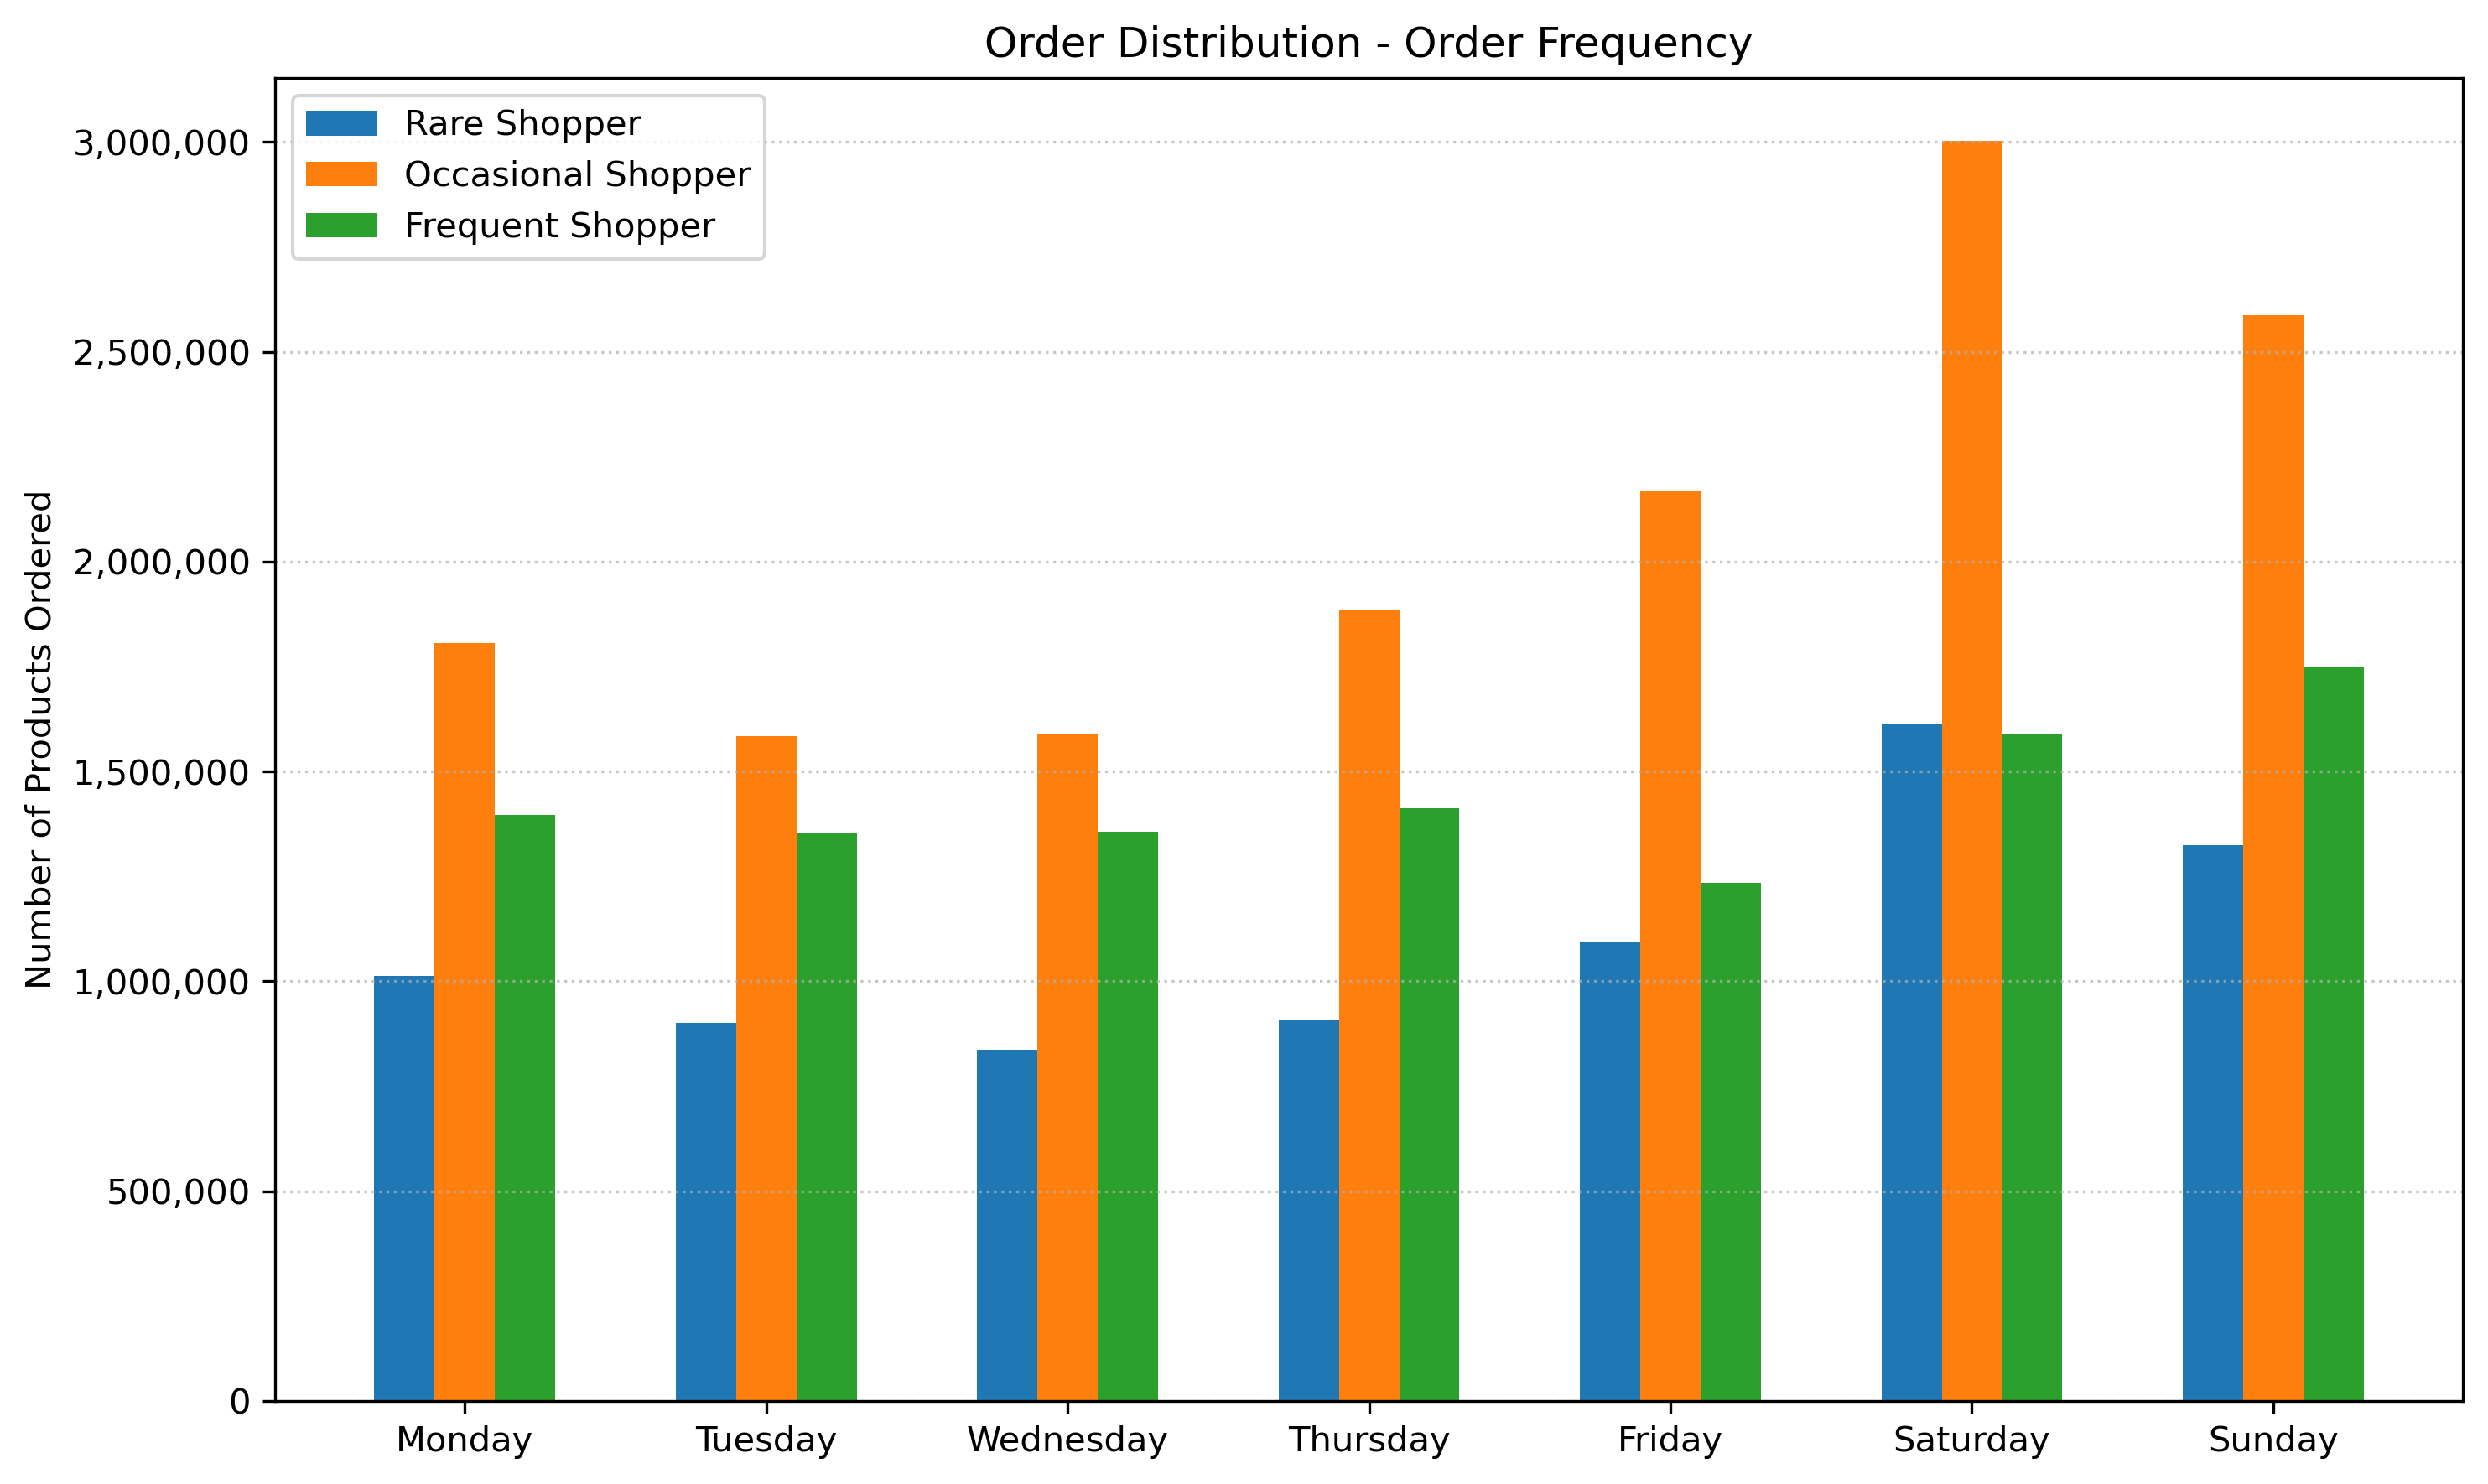 Order Distribution - Order Frequency
Rare Shopper
Occasional Shopper
Frequent Shopper
Number of Products Ordered
3,000,000
2,500,000
2,000,000
1,500,000
1,000,000
500,000
0
Monday Tuesday Wednesday Thursday Friday Saturday Sunday